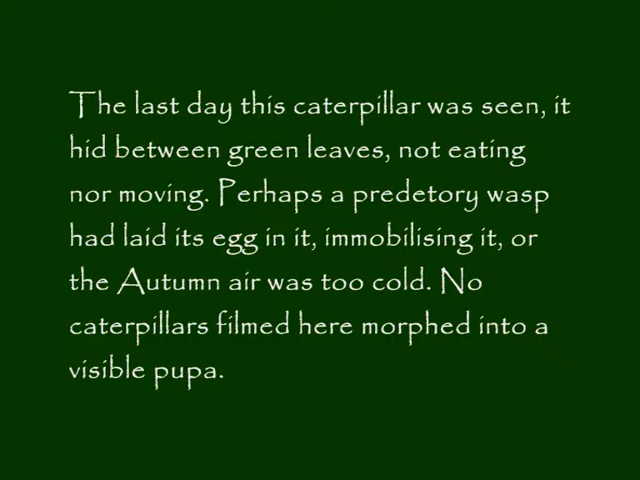 The last day this caterpillar was seen, it
hid between green leaves, not eating
nor moving. Perhaps a predetory wasp
had laid its egg in it, immobilising it, or
the Autumn air was too cold. No
caterpillars filmed here morphed into a
visible pupa.